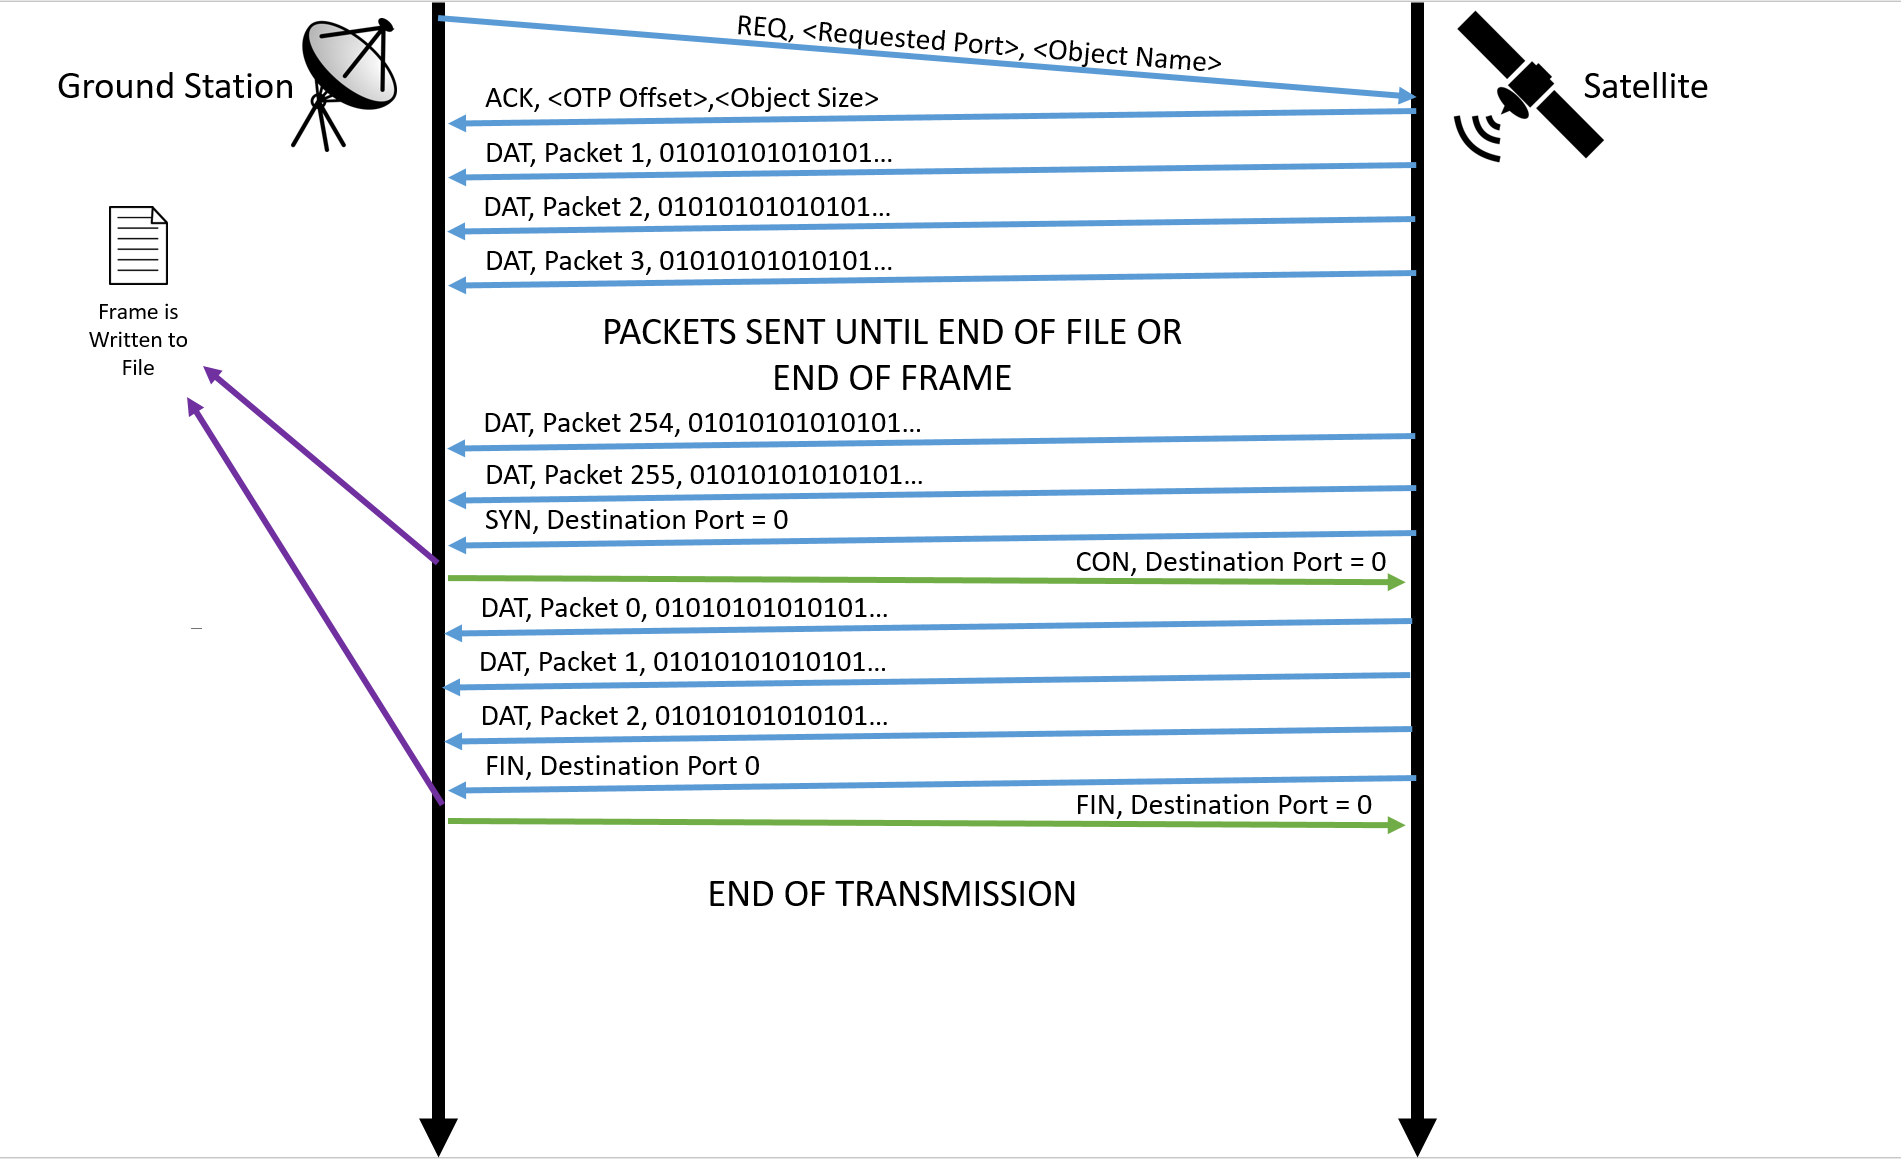 REQ, <Requested Port>, <Object Name>
Ground Station
Satellite
ACK, <OTP Offset>,<Object Size>
DAT, Packet 1, 01010101010101...
DAT, Packet 2, 01010101010101...
DAT, Packet 3, 01010101010101...
Frame is
Written to
File
PACKETS SENT UNTIL END OF FILE OR
END OF FRAME
DAT, Packet 254, 01010101010101...
DAT, Packet 255, 01010101010101...
SYN, Destination Port = 0
CON, Destination Port = 0
DAT, Packet 0, 01010101010101...
DAT, Packet 1, 01010101010101...
DAT, Packet 2, 01010101010101...
FIN, Destination Port 0
FIN, Destination Port = 0
END OF TRANSMISSION